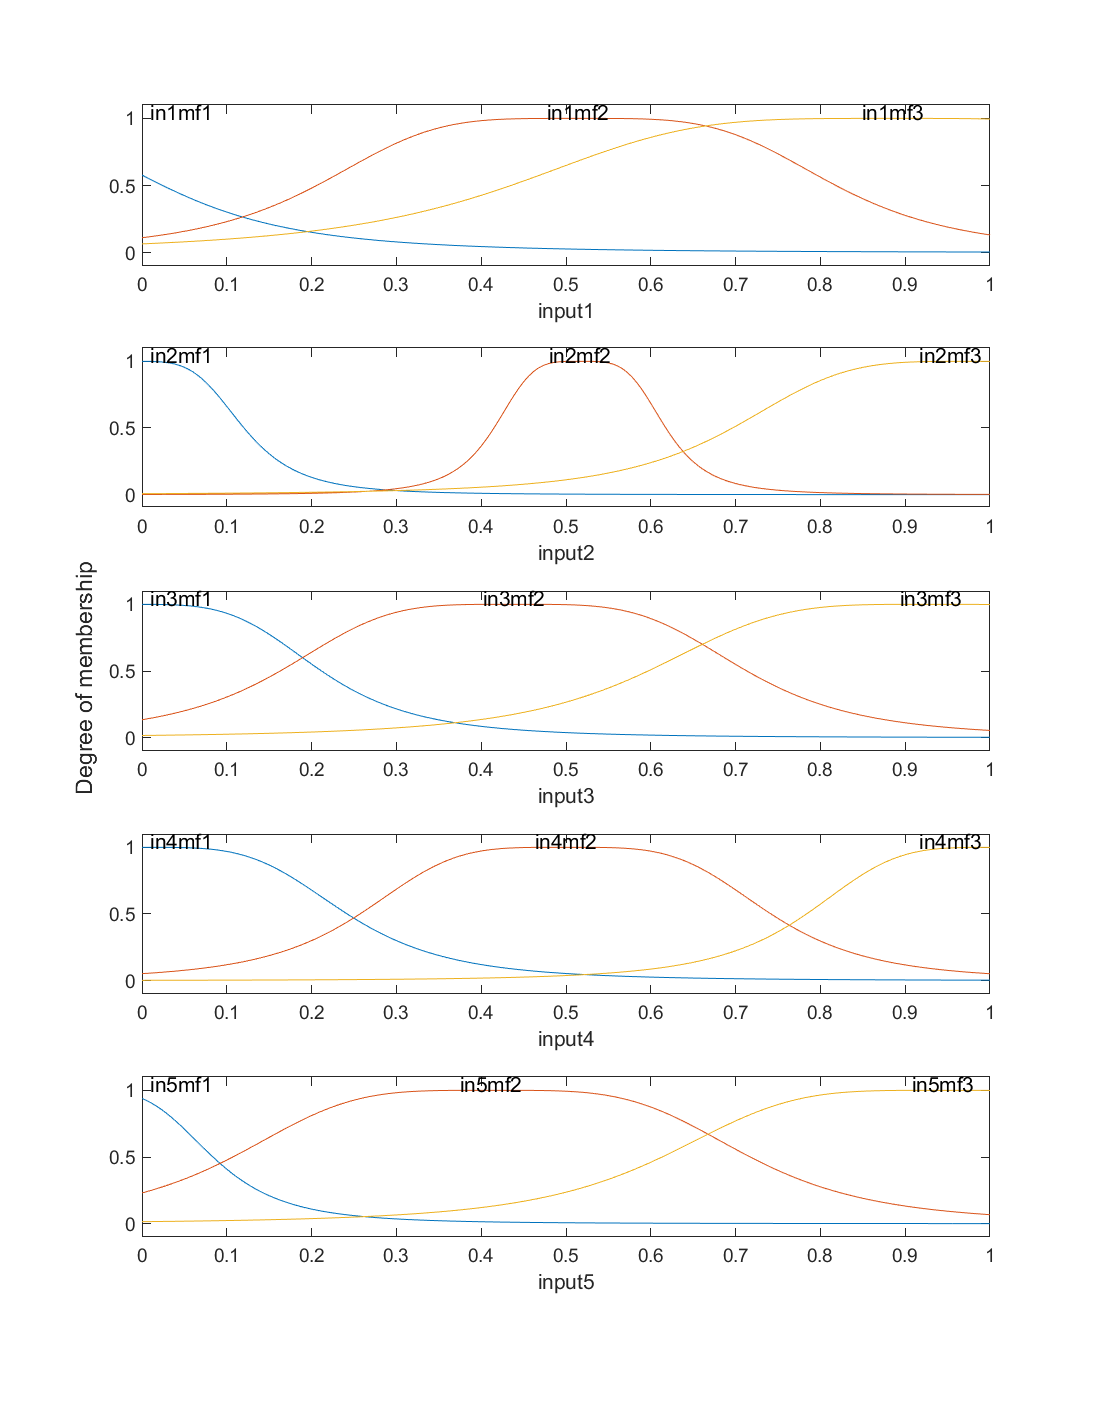 in1mf1 in1mf2 in1mf3
1
0.5
0
0 0.1 0.2 0.3 0.4 0.5 0.6 0.7 0.8 0.9 1
input1
in2mf1 in2mf2 in2mf3
1
0.5
0
0 0.1 0.2 0.3 0.4 0.5 0.6 0.7 0.8 0.9 1
input2
Degree of membership
in3mf1 in3mf2 in3mf3
1
0.5
0
0 0.1 0.2 0.3 0.4 0.5 0.6 0.7 0.8 0.9 1
input3
in4mf1 in4mf2 in4mf3
1
0.5
0
0 0.1 0.2 0.3 0.4 0.5 0.6 0.7 0.8 0.9 1
input4
in5mf1 in5mf2 in5mf3
1
0.5
0
0 0.1 0.2 0.3 0.4 0.5 0.6 0.7 0.8 0.9 1
input5